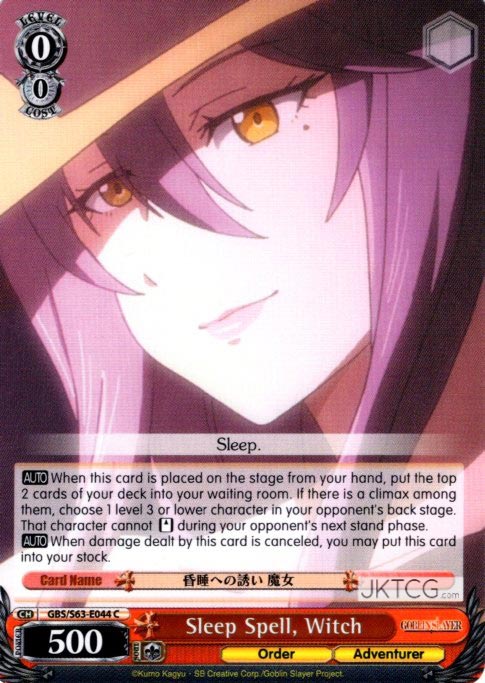 LEVEL
0
0
COST
Sleep.
AUTO When this card is placed on the stage from your hand, put the top
2 cards of your deck into your waiting room. If there is a climax among
them, choose 1 level 3 or lower character in your opponent's back stage.
That character cannot during your opponent's next stand phase.
AUTO When damage dealt by this card is canceled, you may put this card
into your stock.
Card Name 昏睡への誘い 魔女
JKTCG.com
CH GBS/S63-E044 C
POWER 500 SOUL Sleep Spell, Witch GOBLIN SLAYER
Order Adventurer
©Kumo Kagyu・SB Creative Corp./Goblin Slayer Project.